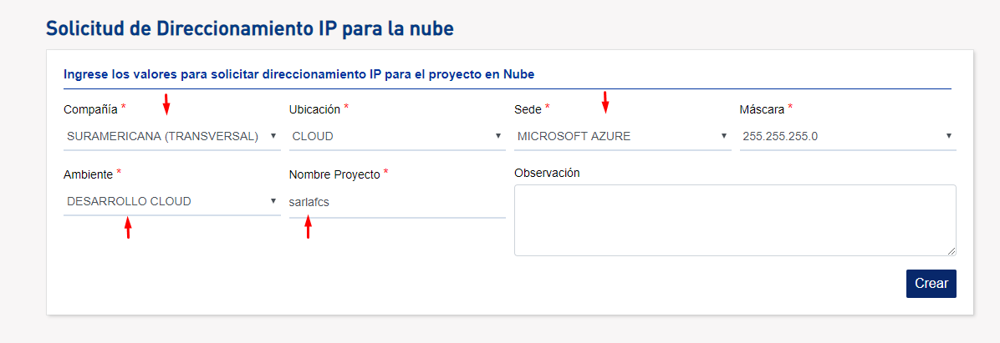 Solicitud de Direccionamiento IP para la nube
Ingrese los valores para solicitar direccionamiento IP para el proyecto en Nube
Compañía * Ubicación * Sede * Máscara *
SURAMERICANA (TRANSVERSAL) CLOUD MICROSOFT AZURE 255.255.255.0
Ambiente * Nombre Proyecto * Observación
DESARROLLO CLOUD sarlafcs
Crear